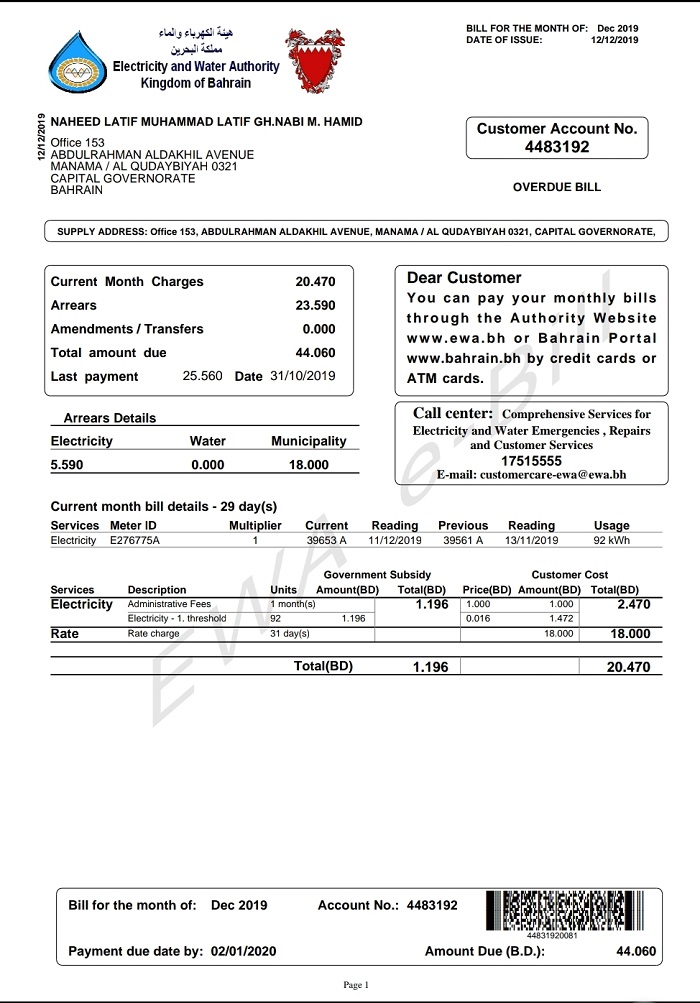 هيئة الكهرباء والماء
مملكة البحرين
Electricity and Water Authority
Kingdom of Bahrain
BILL FOR THE MONTH OF: Dec 2019
DATE OF ISSUE: 12/12/2019
12/12/2019
NAHEED LATIF MUHAMMAD LATIF GH.NABI M. HAMID
Office 153
ABDULRAHMAN ALDAKHIL AVENUE
MANAMA / AL QUDAYBIYAH 0321
CAPITAL GOVERNORATE
BAHRAIN
Customer Account No.
4483192
OVERDUE BILL
SUPPLY ADDRESS: Office 153, ABDULRAHMAN ALDAKHIL AVENUE, MANAMA / AL QUDAYBIYAH 0321, CAPITAL GOVERNORATE,
Current Month Charges 20.470
Arrears 23.590
Amendments / Transfers 0.000
Total amount due 44.060
Last payment 25.560 Date 31/10/2019
Dear Customer
You can pay your monthly bills
through the Authority Website
www.ewa.bh or Bahrain Portal
www.bahrain.bh by credit cards or
ATM cards.
Arrears Details
Electricity Water Municipality
5.590 0.000 18.000
Call center: Comprehensive Services for
Electricity and Water Emergencies , Repairs
and Customer Services
17515555
E-mail: customercare-ewa@ewa.bh
Current month bill details - 29 day(s)
Services Meter ID Multiplier Current Reading Previous Reading Usage
Electricity E276775A 1 39653 A 11/12/2019 39561 A 13/11/2019 92 kWh
Government Subsidy Customer Cost
Services Description Units Amount(BD) Total(BD) Price(BD) Amount(BD) Total(BD)
Electricity Administrative Fees 1 month(s) 1.196 1.000 1.000 2.470
Electricity - 1. threshold 92 1.196 0.016 1.472
Rate Rate charge 31 day(s) 18.000 18.000
Total(BD) 1.196 20.470
EWA e-Bill
Bill for the month of: Dec 2019 Account No.: 4483192
44831920081
Payment due date by: 02/01/2020 Amount Due (B.D.): 44.060
Page 1